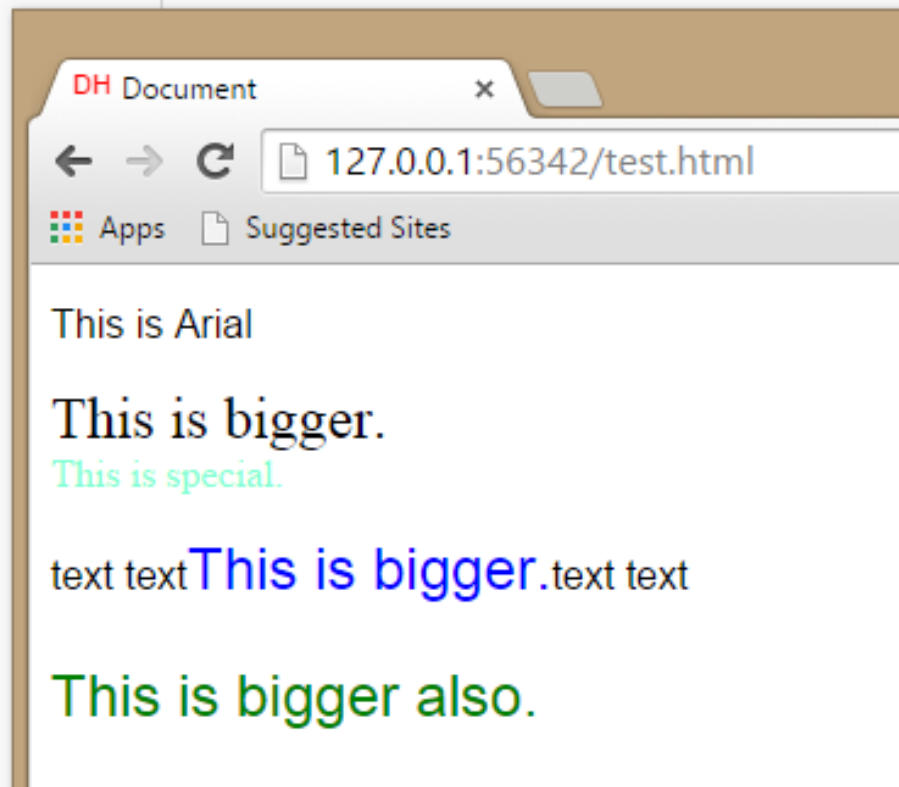 DH Document
127.0.0.1:56342/test.html
Apps Suggested Sites
This is Arial
This is bigger.
This is special.
text textThis is bigger.text text
This is bigger also.